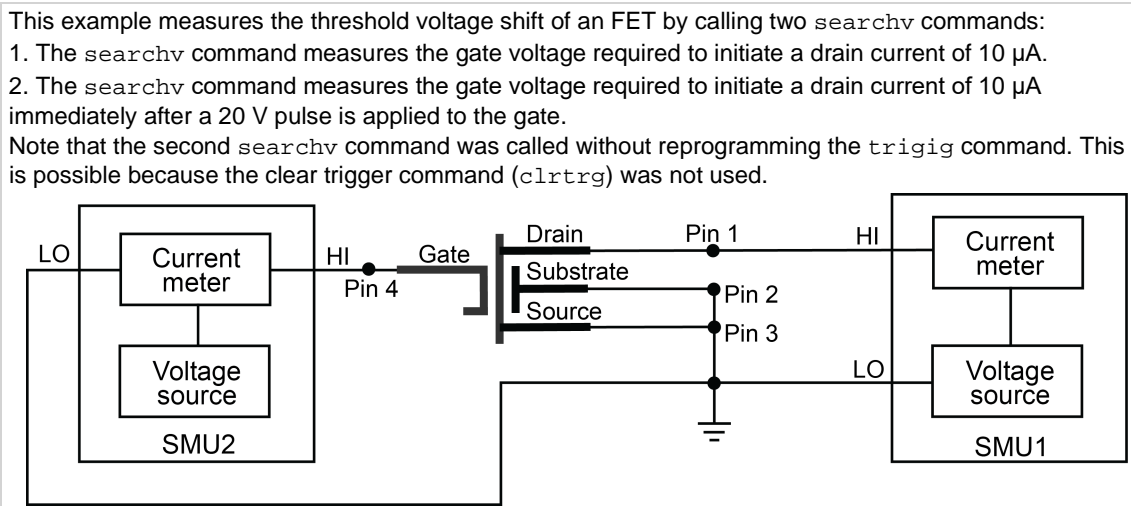 This example measures the threshold voltage shift of an FET by calling two searchv commands:
1. The searchv command measures the gate voltage required to initiate a drain current of 10 µA.
2. The searchv command measures the gate voltage required to initiate a drain current of 10 µA
immediately after a 20 V pulse is applied to the gate.
Note that the second searchv command was called without reprogramming the trigig command. This
is possible because the clear trigger command (clrtrg) was not used.
LO
Current
meter
HI
Pin 4
Gate
Drain
Substrate
Source
Pin 1
Pin 2
Pin 3
HI
Current
meter
Voltage
source
SMU2
LO
Voltage
source
SMU1